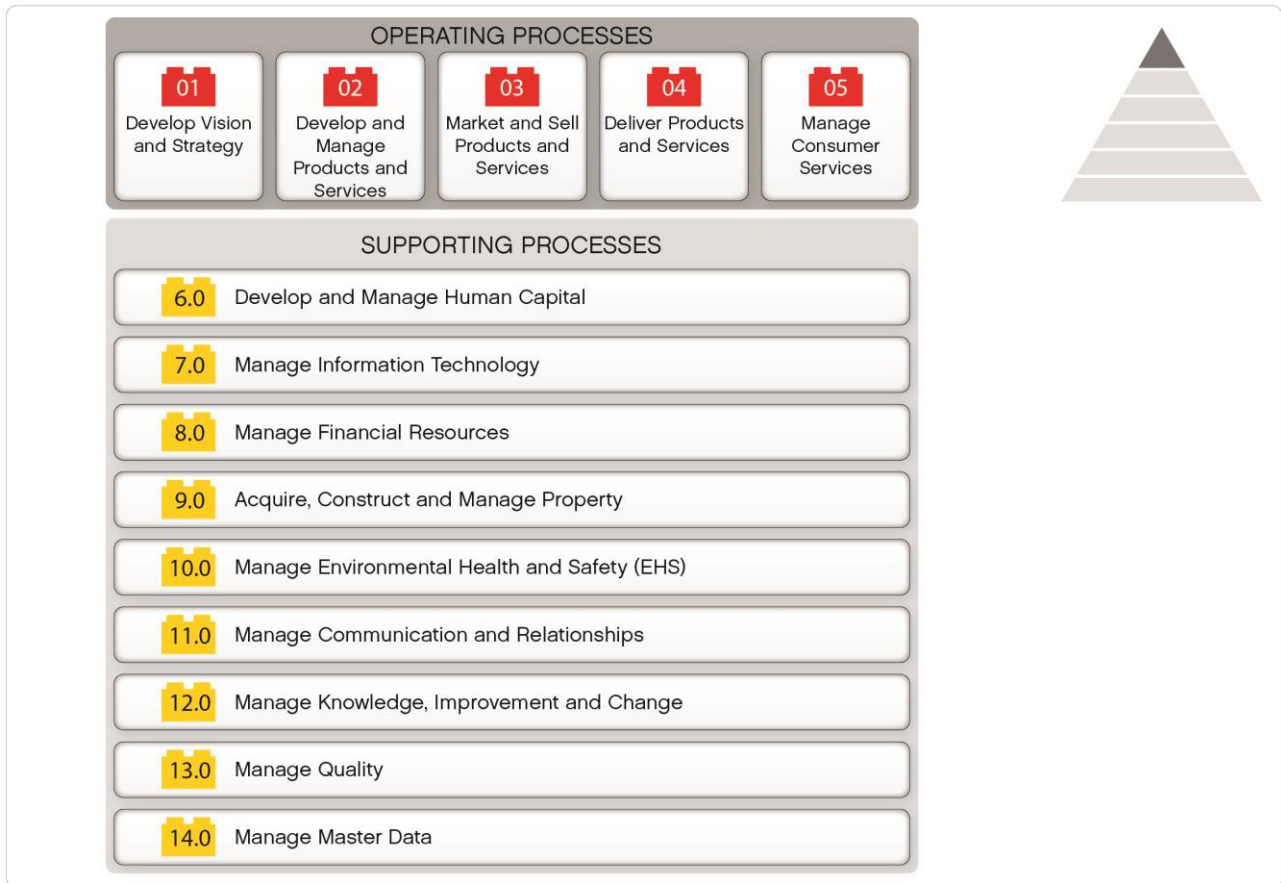 OPERATING PROCESSES
01
Develop Vision
and Strategy
02
Develop and
Manage
Products and
Services
03
Market and Sell
Products and
Services
04
Deliver Products
and Services
05
Manage
Consumer
Services
SUPPORTING PROCESSES
6.0 Develop and Manage Human Capital
7.0 Manage Information Technology
8.0 Manage Financial Resources
9.0 Acquire, Construct and Manage Property
10.0 Manage Environmental Health and Safety (EHS)
11.0 Manage Communication and Relationships
12.0 Manage Knowledge, Improvement and Change
13.0 Manage Quality
14.0 Manage Master Data